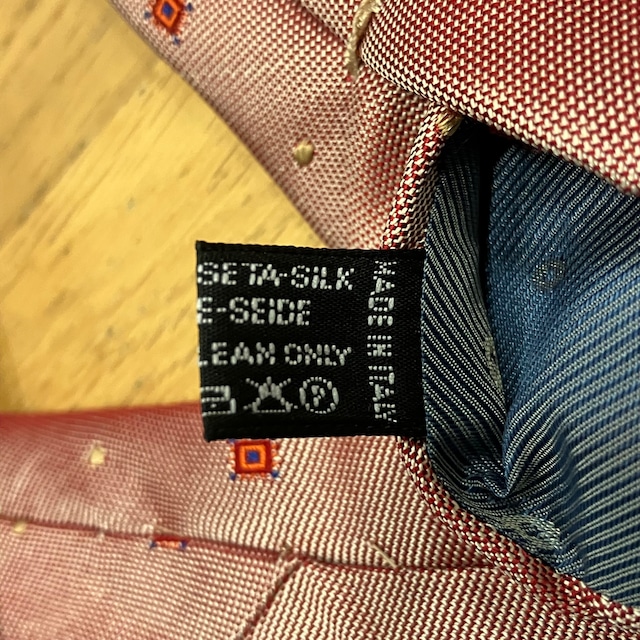 SETA-SILK
E-SEIDE
LEAN ONLY
P
MADE IN ITALY